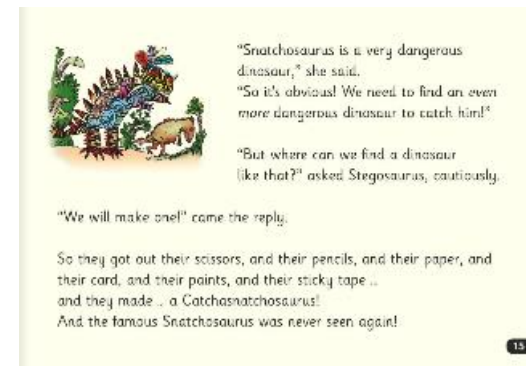 "Snatchosaurus is a very dangerous
dinosaur," she said.
"So it's obvious! We need to find an even
more dangerous dinosaur to catch him!"
"But where can we find a dinosaur
like that?" asked Stegosaurus, cautiously.
"We will make one!" came the reply.
So they got out their scissors, and their pencils, and their paper, and
their card, and their paints, and their sticky tape ..
and they made .. a Catchasnatchosaurus!
And the famous Snatchosaurus was never seen again!
15